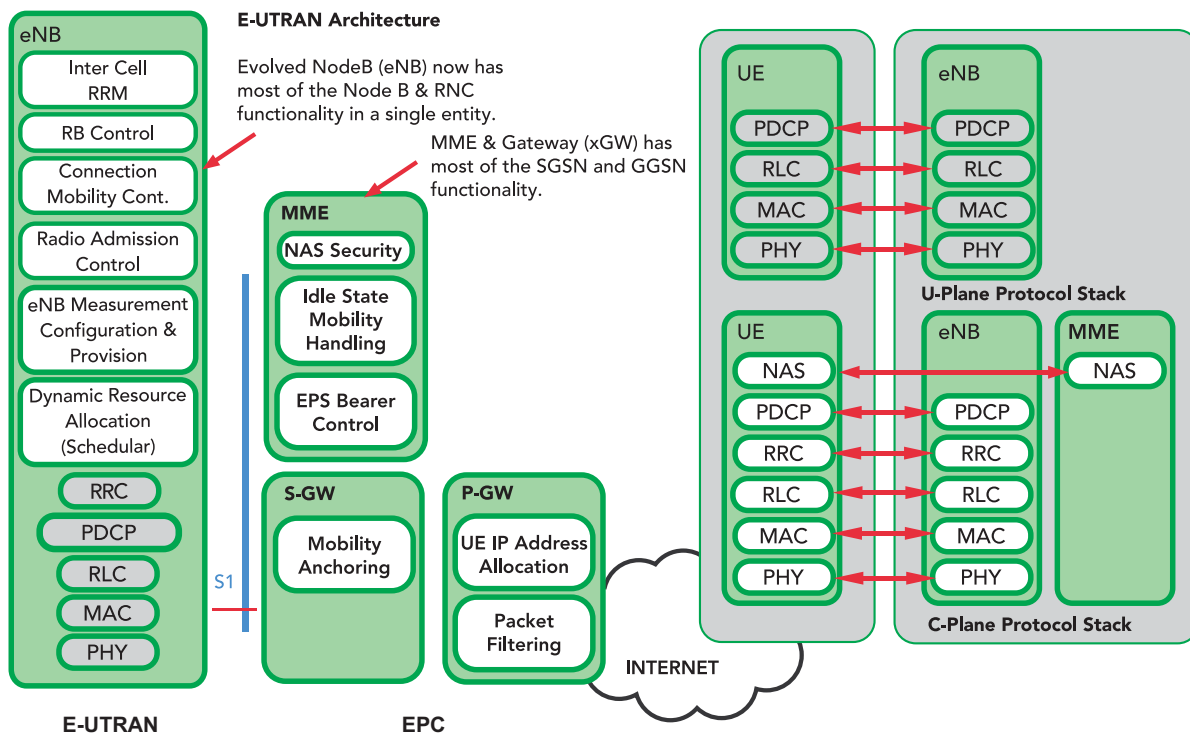 E-UTRAN Architecture
eNB
Inter Cell
RRM
RB Control
Connection
Mobility Cont.
Radio Admission
Control
eNB Measurement
Configuration &
Provision
Dynamic Resource
Allocation
(Schedular)
RRC
PDCP
RLC
MAC
PHY
E-UTRAN
Evolved NodeB (eNB) now has
most of the Node B & RNC
functionality in a single entity.
MME & Gateway (xGW) has
most of the SGSN and GGSN
functionality.
MME
NAS Security
Idle State
Mobility
Handling
EPS Bearer
Control
S1
S-GW
Mobility
Anchoring
P-GW
UE IP Address
Allocation
Packet
Filtering
INTERNET
EPC
UE
PDCP
RLC
MAC
PHY
eNB
PDCP
RLC
MAC
PHY
U-Plane Protocol Stack
UE
NAS
PDCP
RRC
RLC
MAC
PHY
eNB
PDCP
RRC
RLC
MAC
PHY
MME
NAS
C-Plane Protocol Stack